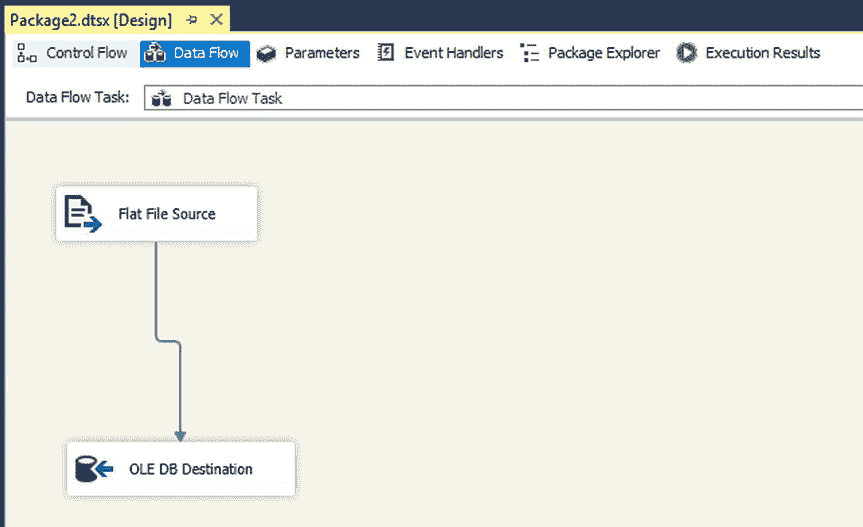 Package2.dtsx [Design]
Control Flow Data Flow Parameters Event Handlers Package Explorer Execution Results
Data Flow Task: Data Flow Task
Flat File Source
OLE DB Destination